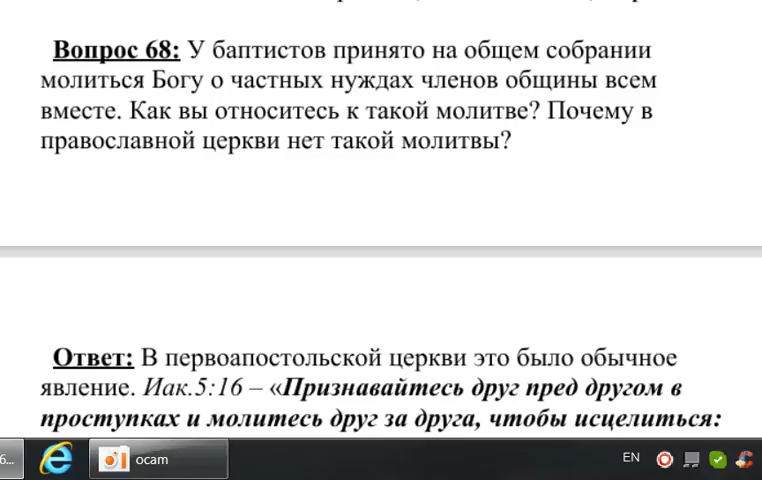 Вопрос 68: У баптистов принято на общем собрании
молиться Богу о частных нуждах членов общины всем
вместе. Как вы относитесь к такой молитве? Почему в
православной церкви нет такой молитвы?
Ответ: В первоапостольской церкви это было обычное
явление. Иак.5:16 – «Признавайтесь друг пред другом в
проступках и молитесь друг за друга, чтобы исцелиться:
6...
ocam
EN